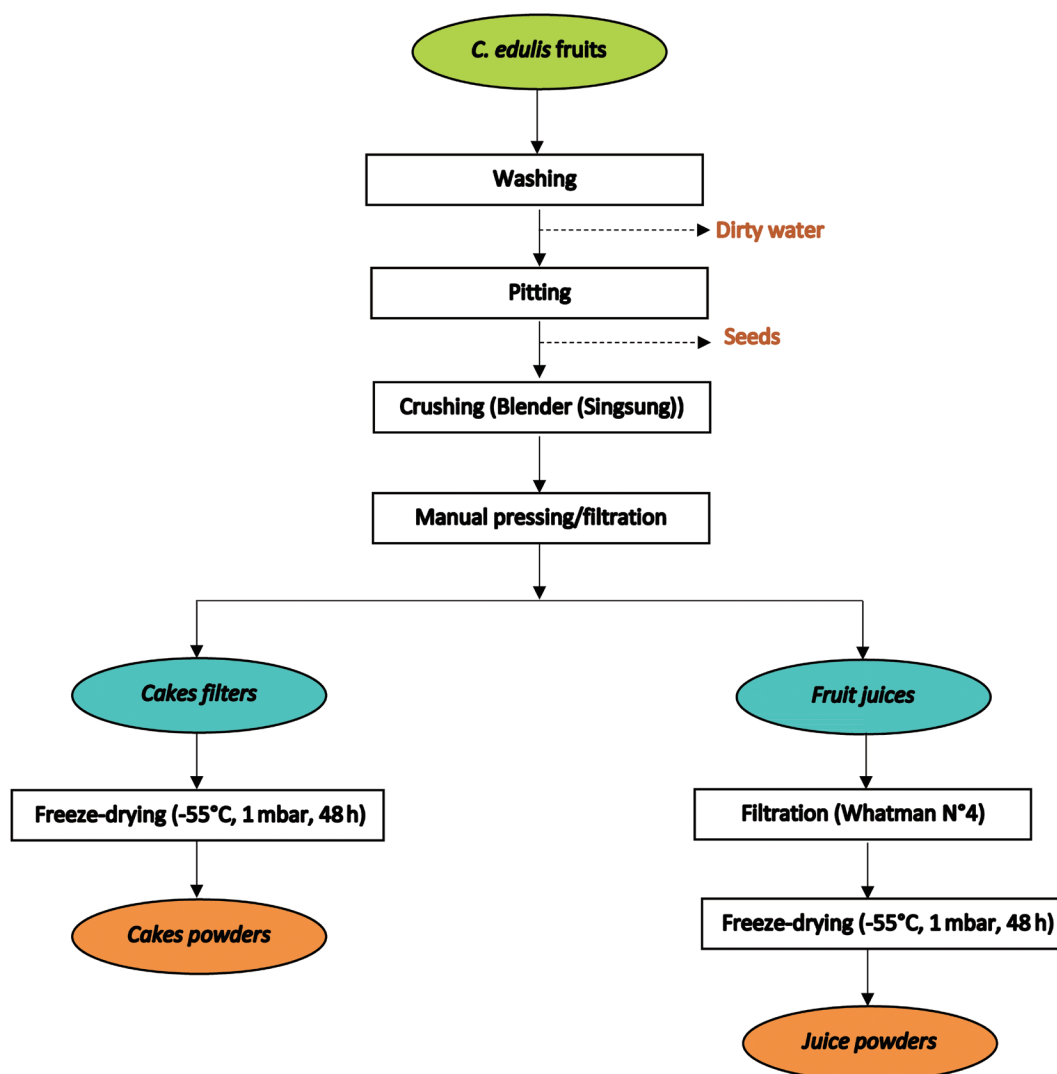 C. edulis fruits
Washing
Dirty water
Pitting
Seeds
Crushing (Blender (Singsung))
Manual pressing/filtration
Cakes filters
Fruit juices
Freeze-drying (-55°C, 1 mbar, 48 h)
Filtration (Whatman N°4)
Cakes powders
Freeze-drying (-55°C, 1 mbar, 48 h)
Juice powders